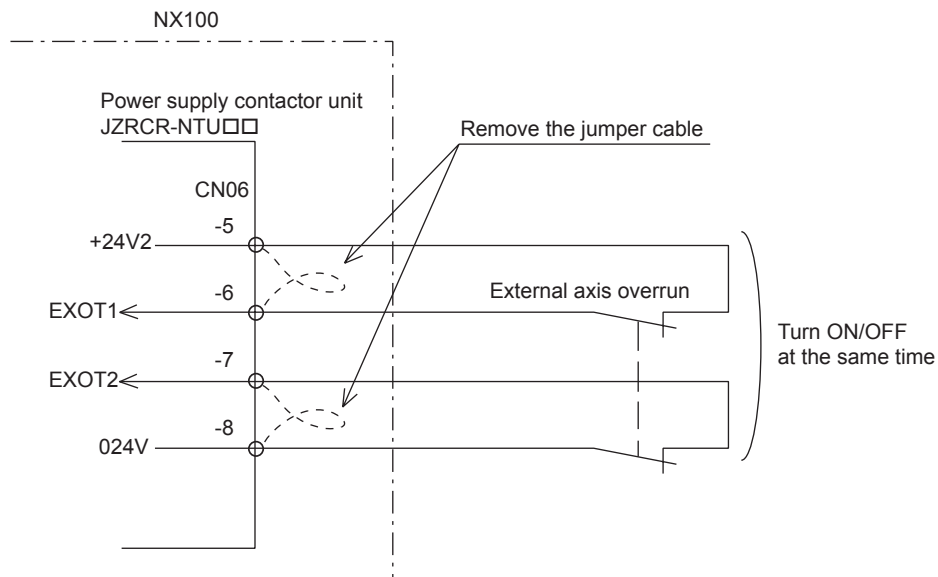 NX100
Power supply contactor unit
JZRCR-NTU□□
Remove the jumper cable
CN06
-5
+24V2
-6
EXOT1
External axis overrun
-7
EXOT2
-8
024V
Turn ON/OFF
at the same time